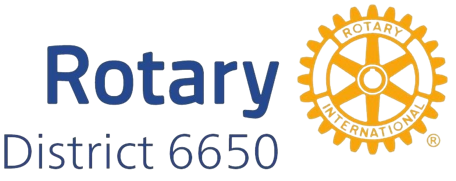 Rotary
District 6650
ROTARY
INTERNATIONAL
®